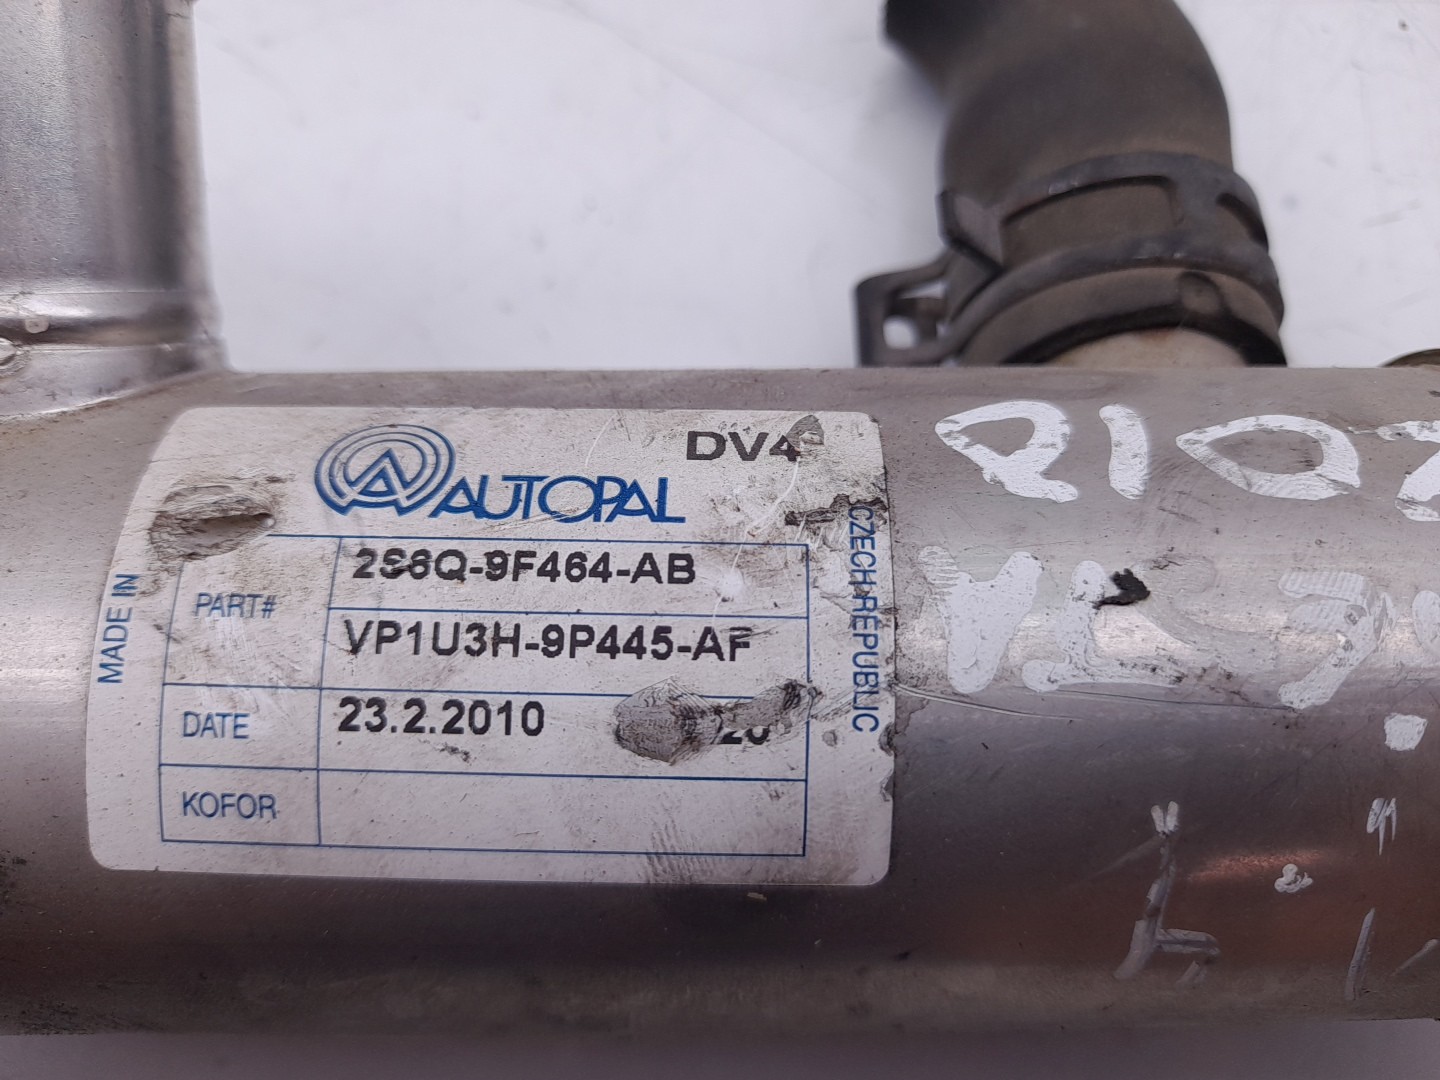 DV4
AUTOPAL
MADE IN
CZECH REPUBLIC
PART#
2S6Q-9F464-AB
VP1U3H-9P445-AF
DATE
23.2.2010
KOFOR